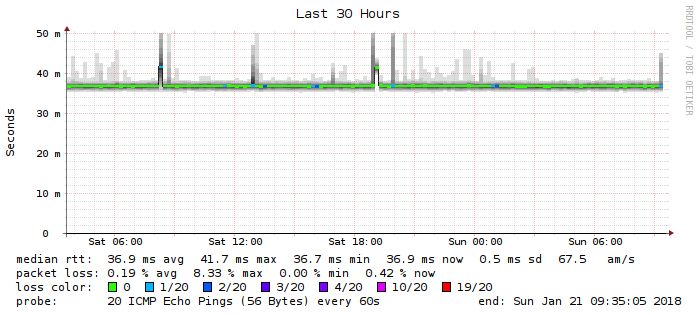 Last 30 Hours
RRDTOOL / TOBI OETIKER
Seconds
50 m
40 m
30 m
20 m
10 m
0
Sat 06:00 Sat 12:00 Sat 18:00 Sun 00:00 Sun 06:00
median rtt: 36.9 ms avg 41.7 ms max 36.7 ms min 36.9 ms now 0.5 ms sd 67.5 am/s
packet loss: 0.19 % avg 8.33 % max 0.00 % min 0.42 % now
loss color: 0 1/20 2/20 3/20 4/20 10/20 19/20
probe: 20 ICMP Echo Pings (56 Bytes) every 60s end: Sun Jan 21 09:35:05 2018